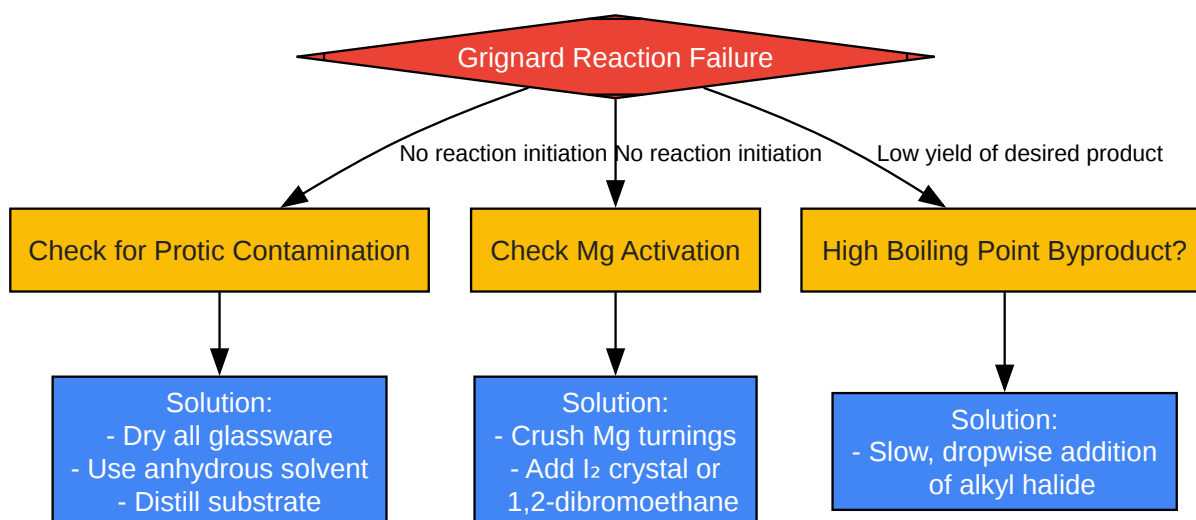 Grignard Reaction Failure
No reaction initiation
No reaction initiation
Low yield of desired product
Check for Protic Contamination
Check Mg Activation
High Boiling Point Byproduct?
Solution:
- Dry all glassware
- Use anhydrous solvent
- Distill substrate
Solution:
- Crush Mg turnings
- Add I₂ crystal or
1,2-dibromoethane
Solution:
- Slow, dropwise addition
of alkyl halide